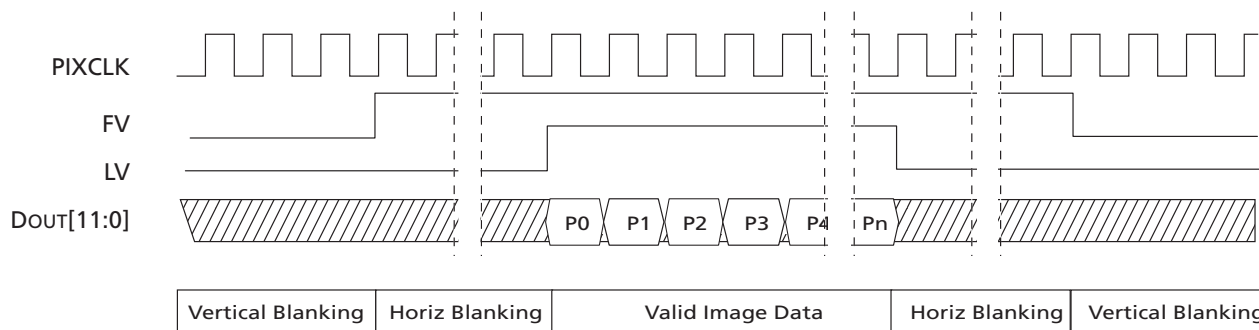 PIXCLK
FV
LV
DOUT[11:0]
P0 P1 P2 P3 P4 Pn
Vertical Blanking Horiz Blanking Valid Image Data Horiz Blanking Vertical Blanking